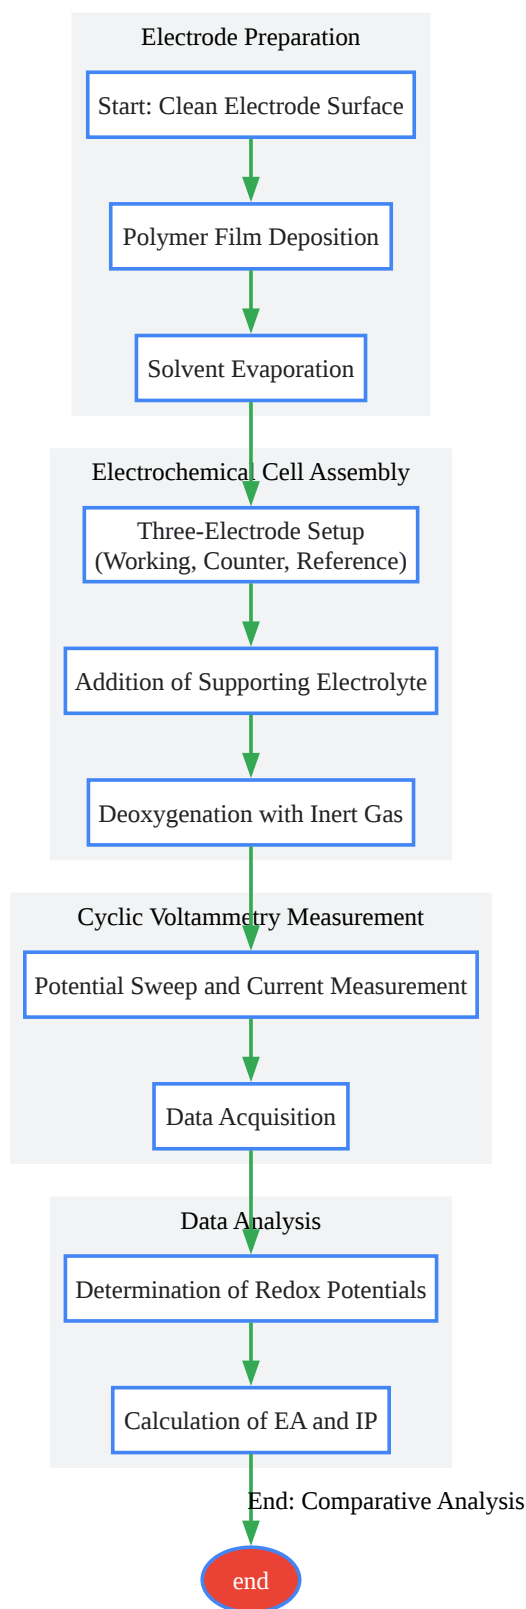 Electrode Preparation
Start: Clean Electrode Surface
Polymer Film Deposition
Solvent Evaporation
Electrochemical Cell Assembly
Three-Electrode Setup
(Working, Counter, Reference)
Addition of Supporting Electrolyte
Deoxygenation with Inert Gas
Cyclic Voltammetry Measurement
Potential Sweep and Current Measurement
Data Acquisition
Data Analysis
Determination of Redox Potentials
Calculation of EA and IP
End: Comparative Analysis
end